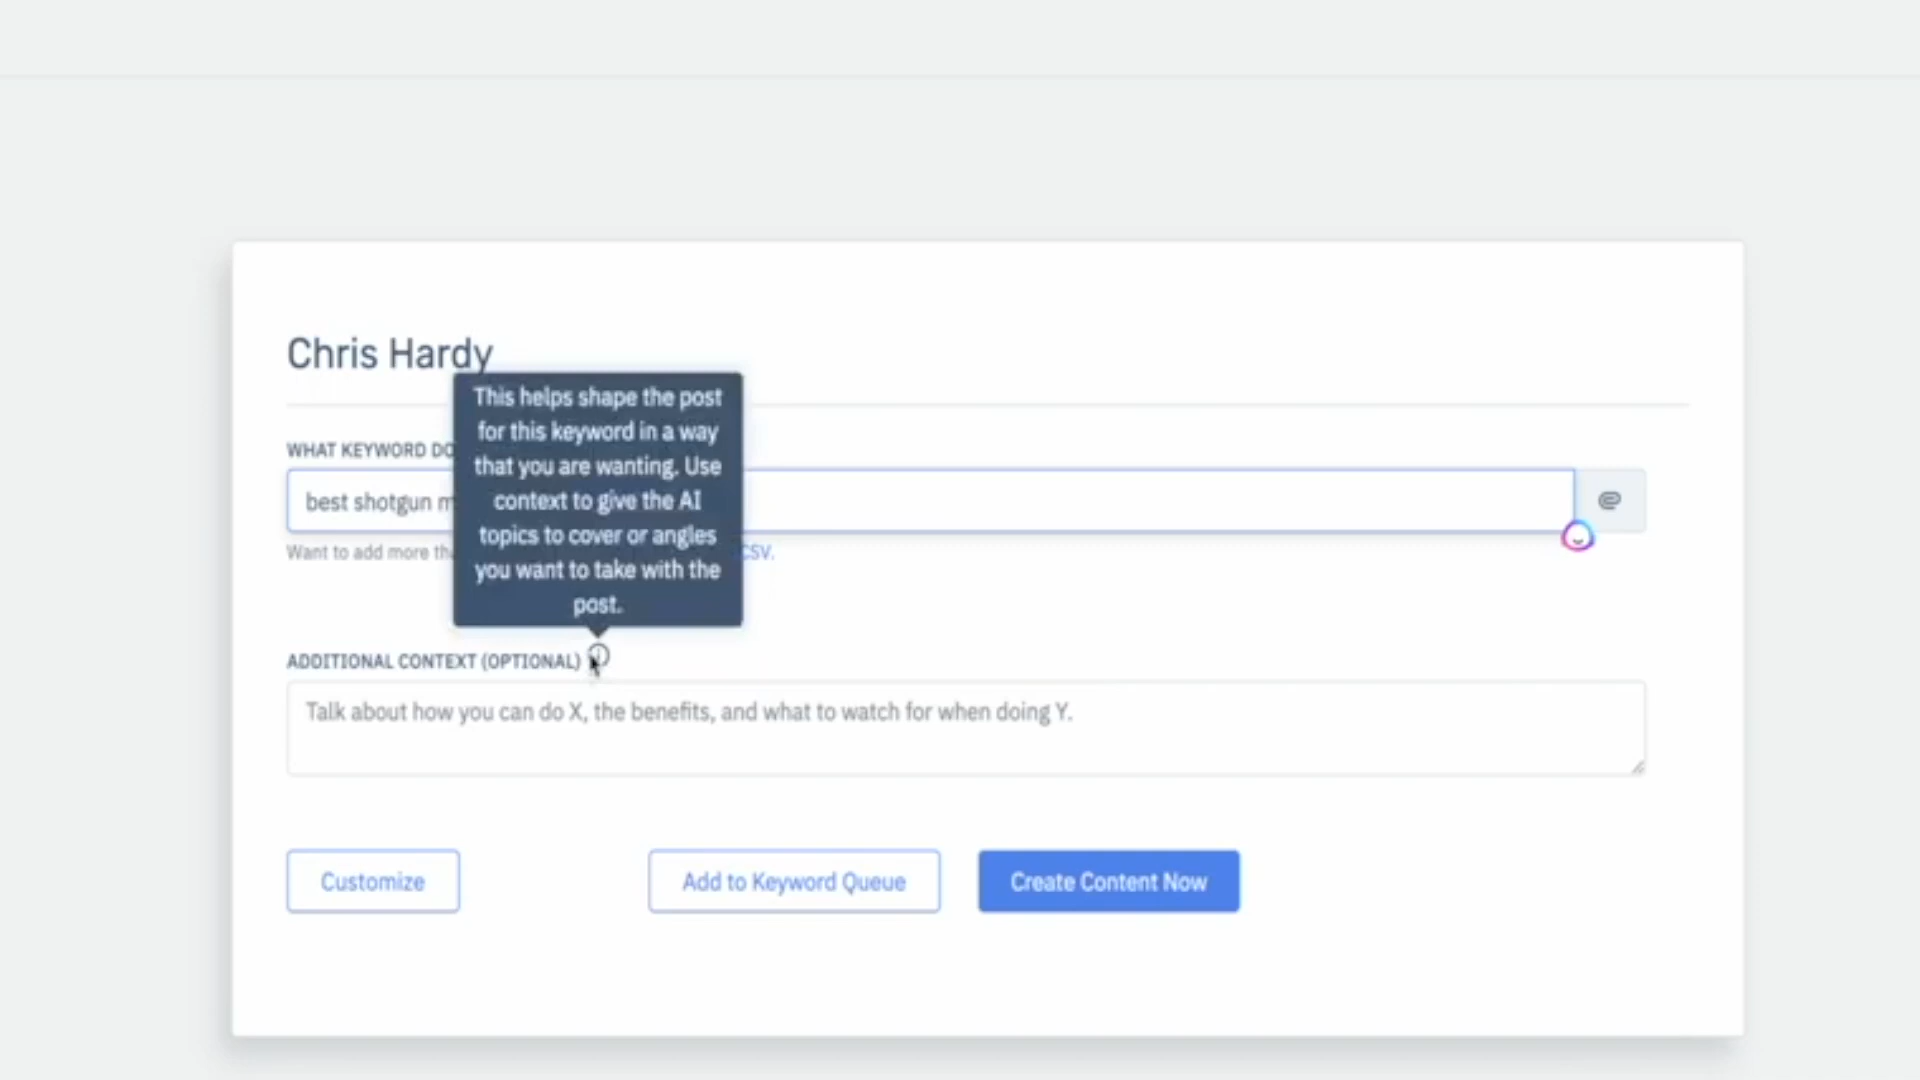 Chris Hardy
This helps shape the post
for this keyword in a way
that you are wanting. Use
context to give the AI
topics to cover or angles
you want to take with the
post.
WHAT KEYWORD DO
best shotgun
Want to add more
CSV.
ADDITIONAL CONTEXT (OPTIONAL)
Talk about how you can do X, the benefits, and what to watch for when doing Y.
Customize
Add to Keyword Queue
Create Content Now